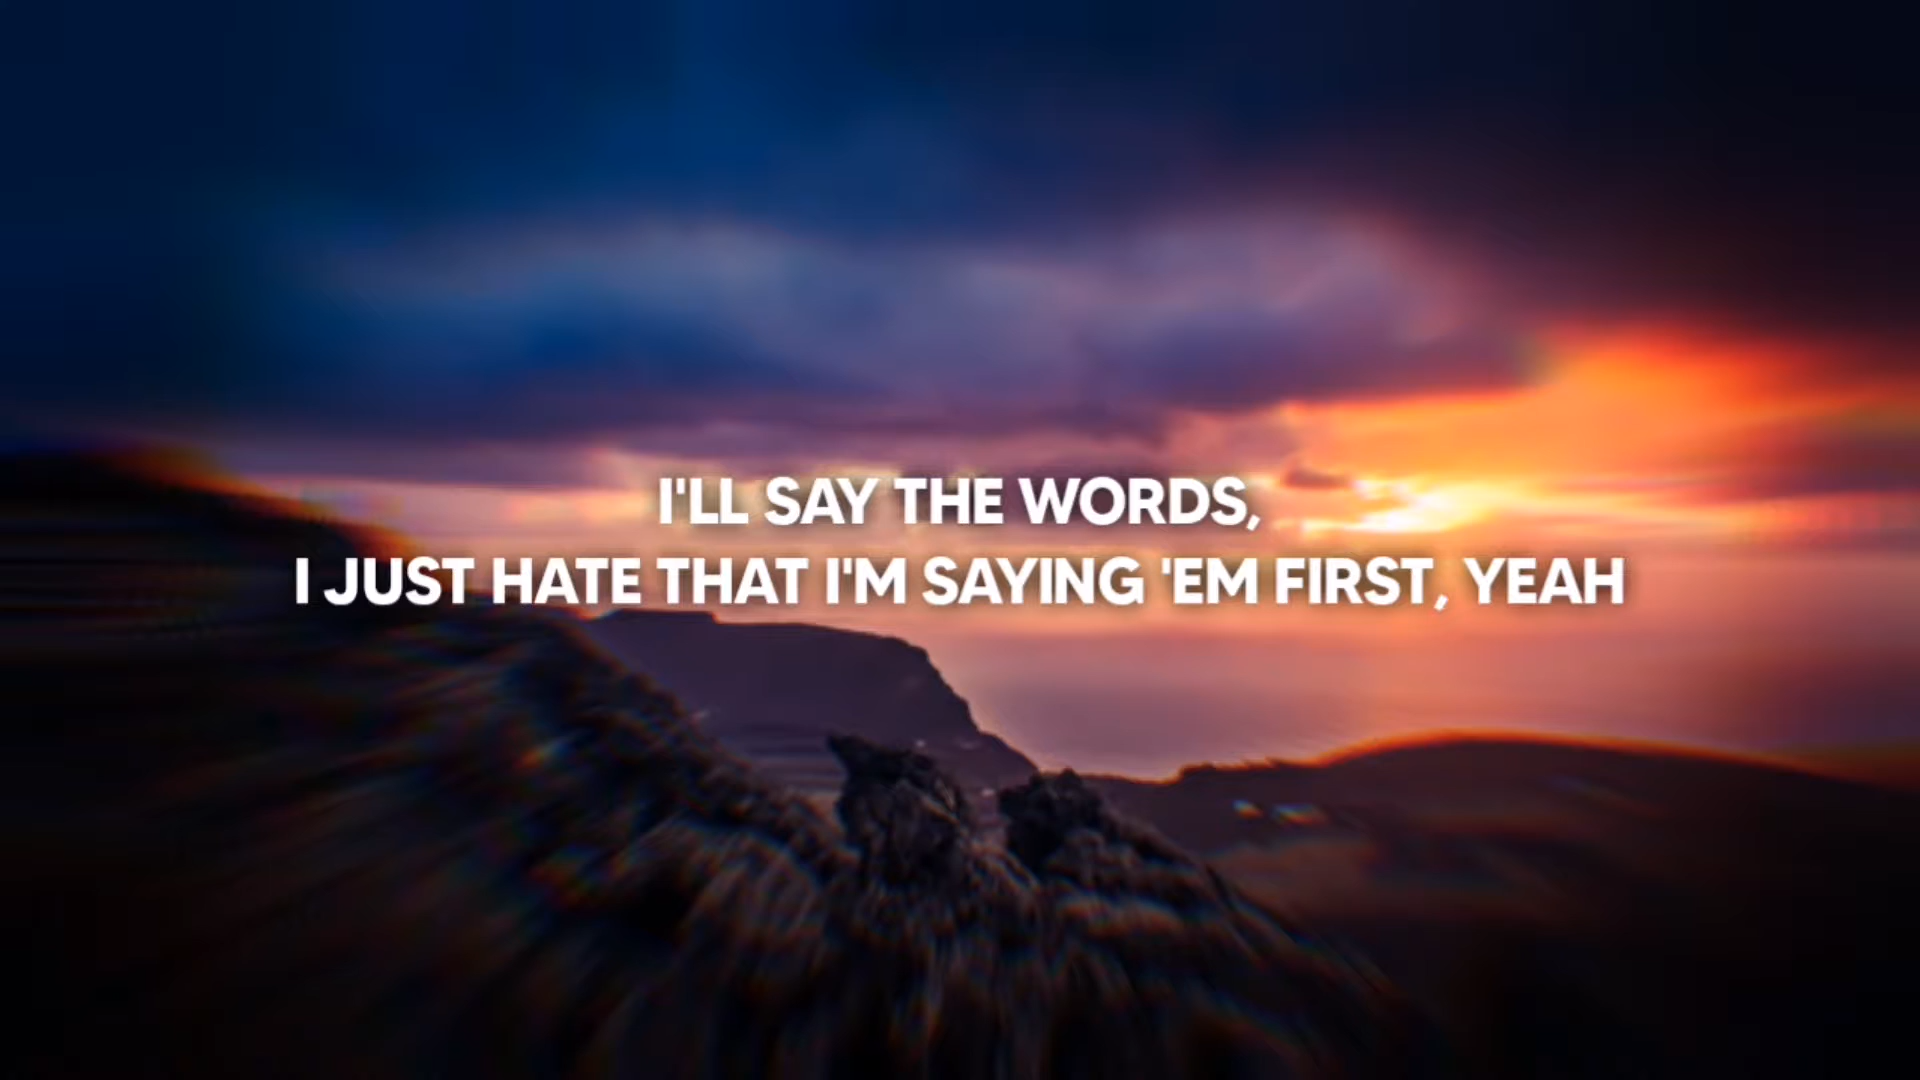 I'LL SAY THE WORDS,
I JUST HATE THAT I'M SAYING 'EM FIRST, YEAH